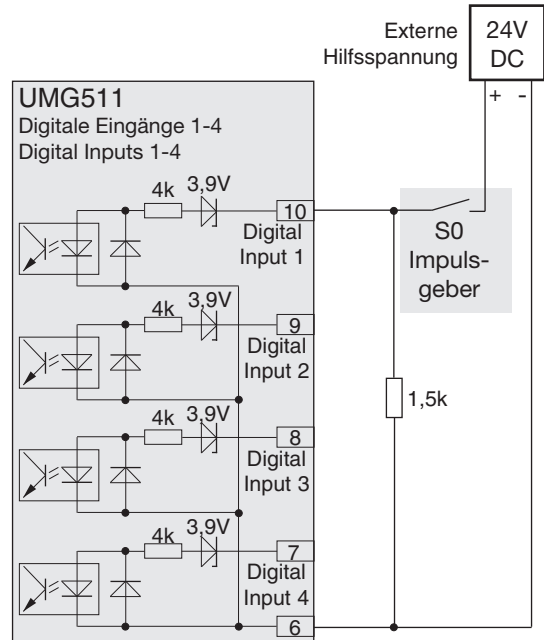 Externe
Hilfsspannung
24V
DC
+ -
UMG511
Digitale Eingänge 1-4
Digital Inputs 1-4
4k 3,9V
10
Digital
Input 1
S0
Impuls-
geber
4k 3,9V
9
Digital
Input 2
1,5k
4k 3,9V
8
Digital
Input 3
4k 3,9V
7
Digital
Input 4
6